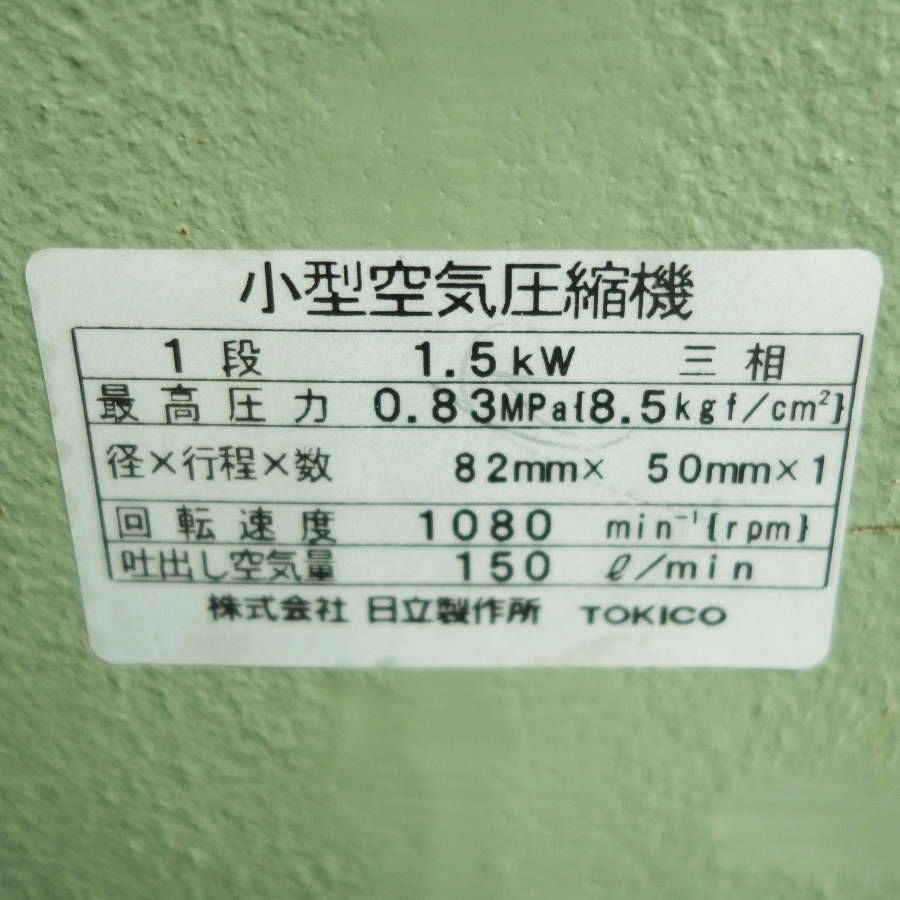 小型空気圧縮機
1段 1.5kW 三相
最高圧力 0.83MPa{8.5kgf/cm²}
径×行程×数 82mm× 50mm×1
回転速度 1080 min⁻¹{rpm}
吐出し空気量 150 ℓ/min
株式会社 日立製作所 TOKICO